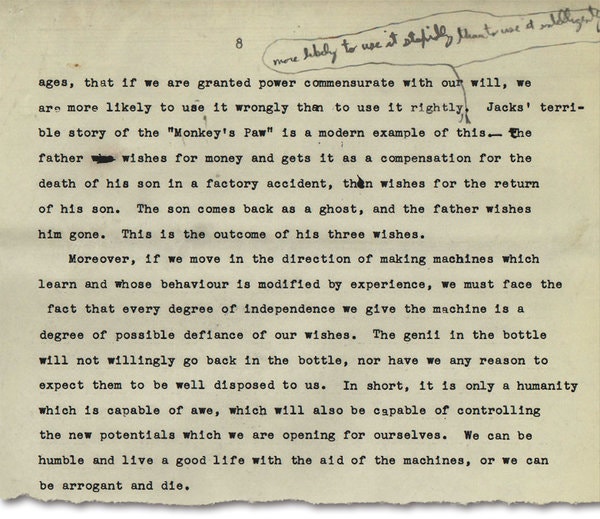 8
more likely to use it stupidly than to use it intelligently
ages, that if we are granted power commensurate with our will, we
are more likely to use it wrongly than to use it rightly. Jacks' terri-
ble story of the "Monkey's Paw" is a modern example of this— the
father wishes for money and gets it as a compensation for the
death of his son in a factory accident, then wishes for the return
of his son. The son comes back as a ghost, and the father wishes
him gone. This is the outcome of his three wishes.
Moreover, if we move in the direction of making machines which
learn and whose behaviour is modified by experience, we must face the
fact that every degree of independence we give the machine is a
degree of possible defiance of our wishes. The genii in the bottle
will not willingly go back in the bottle, nor have we any reason to
expect them to be well disposed to us. In short, it is only a humanity
which is capable of awe, which will also be capable of controlling
the new potentials which we are opening for ourselves. We can be
humble and live a good life with the aid of the machines, or we can
be arrogant and die.